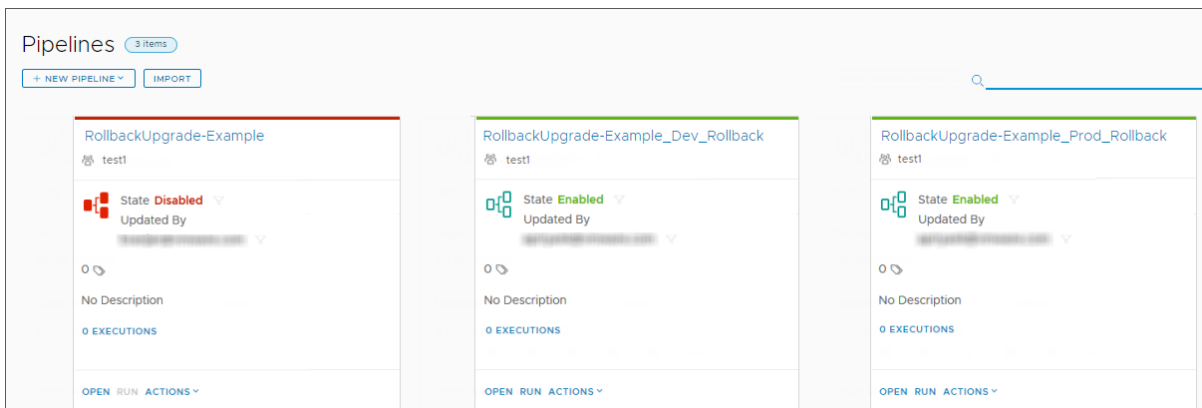 Pipelines 3 items
+ NEW PIPELINE IMPORT
RollbackUpgrade-Example
test1
State Disabled
Updated By
0
No Description
0 EXECUTIONS
OPEN RUN ACTIONS
RollbackUpgrade-Example_Dev_Rollback
test1
State Enabled
Updated By
0
No Description
0 EXECUTIONS
OPEN RUN ACTIONS
RollbackUpgrade-Example_Prod_Rollback
test1
State Enabled
Updated By
0
No Description
0 EXECUTIONS
OPEN RUN ACTIONS